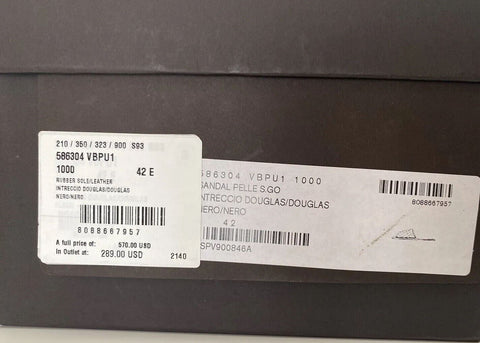 210 / 350 / 323 / 900 S93
586304 VBPU1
1000 42 E
RUBBER SOLE/LEATHER
INTRECCIO DOUGLAS/DOUGLAS
NERO/NERO
8088667957
A full price at: 570.00 USD
In Outlet at: 289.00 USD 2140
586304 VBPU1 1000
SANDAL PELLE S.GO
INTRECCIO DOUGLAS/DOUGLAS
NERO/NERO
42
SPV900846A
8088667957